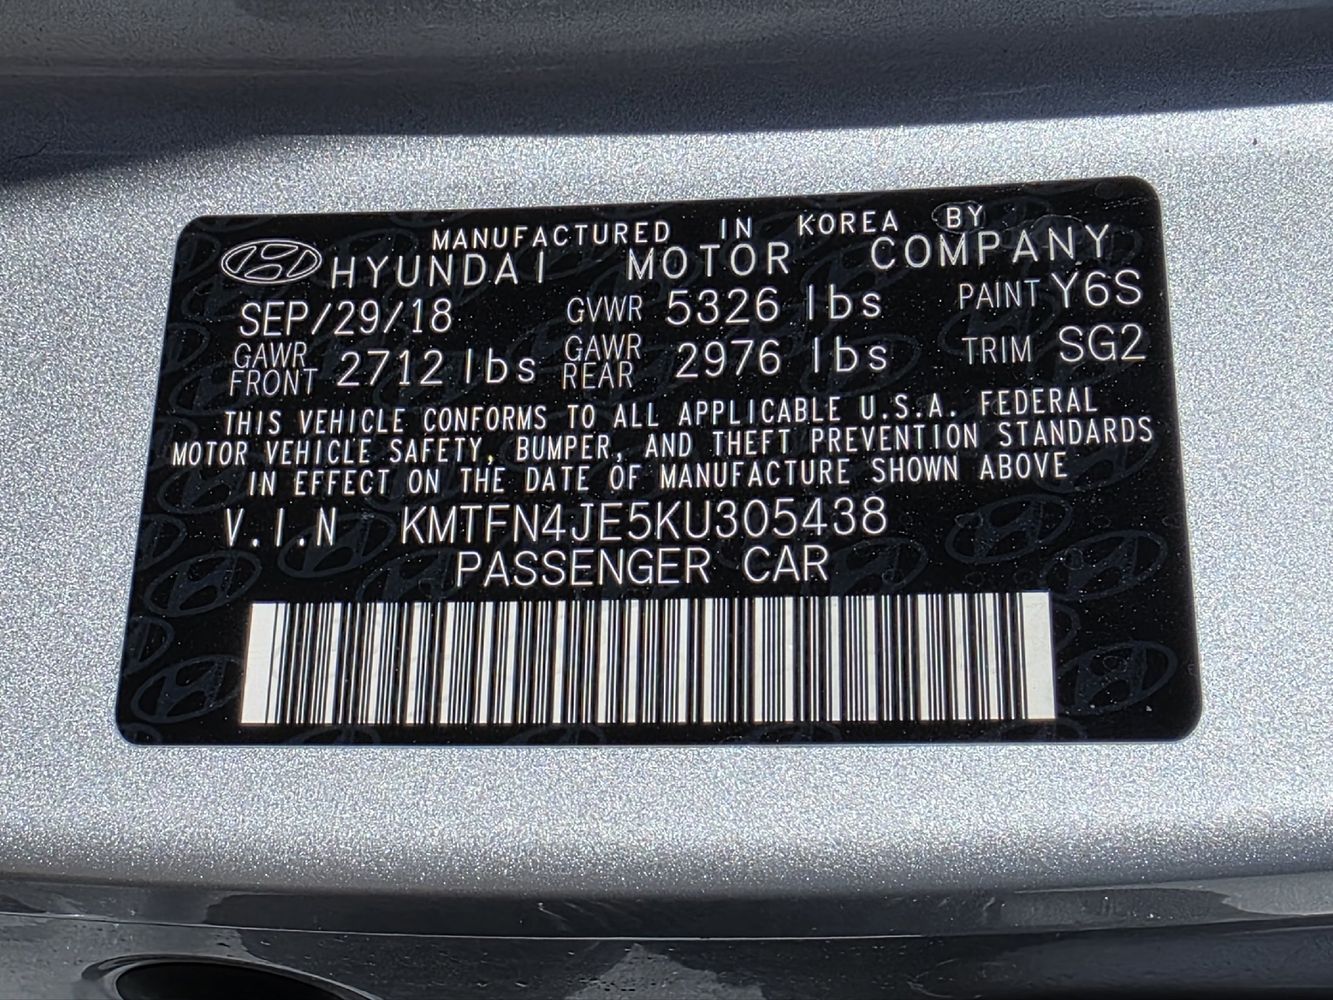 MANUFACTURED IN KOREA BY
HYUNDAI MOTOR COMPANY
SEP/29/18 GVWR 5326 lbs PAINT Y6S
GAWR FRONT 2712 lbs GAWR REAR 2976 lbs TRIM SG2
THIS VEHICLE CONFORMS TO ALL APPLICABLE U.S.A. FEDERAL
MOTOR VEHICLE SAFETY, BUMPER, AND THEFT PREVENTION STANDARDS
IN EFFECT ON THE DATE OF MANUFACTURE SHOWN ABOVE
V.I.N KMTFN4JE5KU305438
PASSENGER CAR